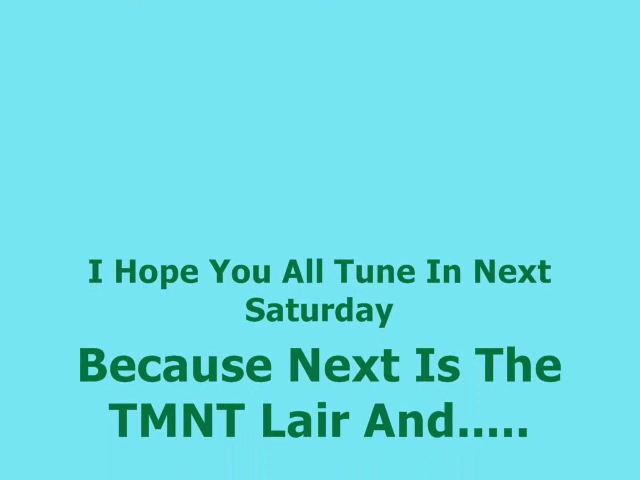 I Hope You All Tune In Next
Saturday
Because Next Is The
TMNT Lair And.....